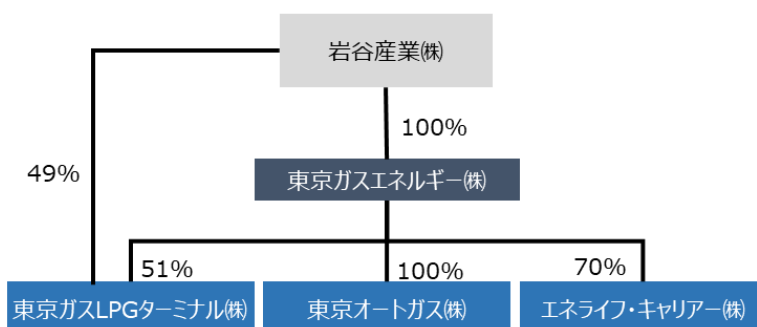 岩谷産業㈱
100%
49%
東京ガスエネルギー㈱
51%
100%
70%
東京ガスLPGターミナル㈱
東京オートガス㈱
エネライフ・キャリアー㈱